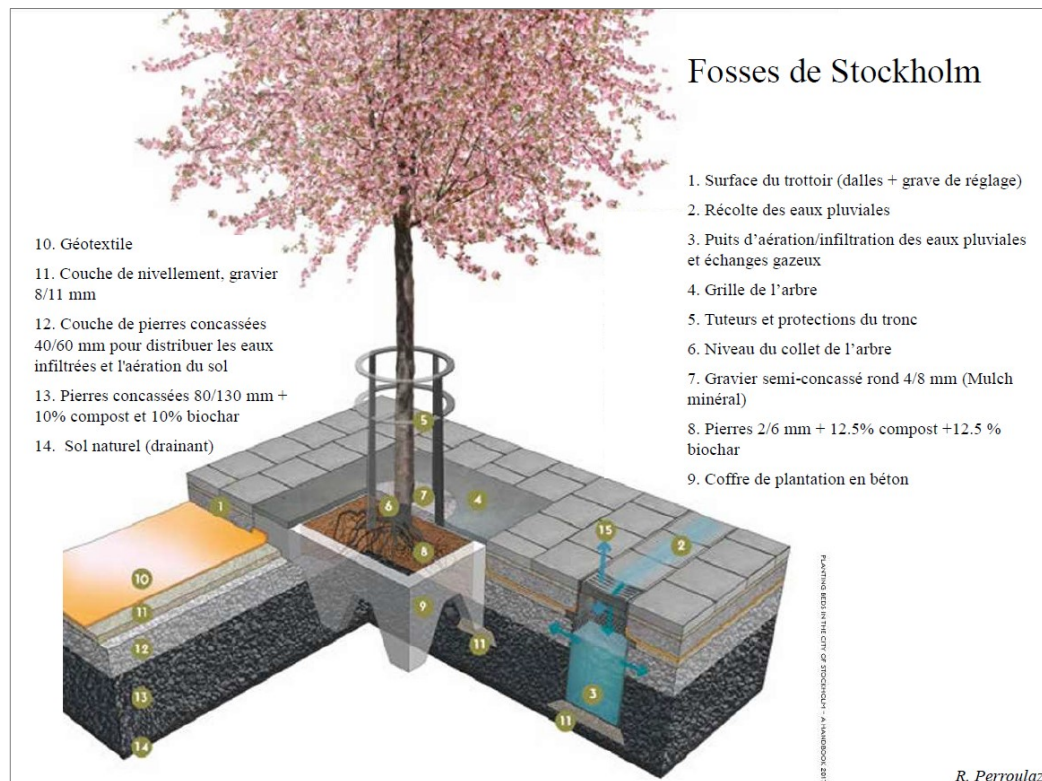 Fosses de Stockholm
10. Géotextile
11. Couche de nivellement, gravier
8/11 mm
12. Couche de pierres concassées
40/60 mm pour distribuer les eaux
infiltrées et l'aération du sol
13. Pierres concassées 80/130 mm +
10% compost et 10% biochar
14. Sol naturel (drainant)
1. Surface du trottoir (dalles + grave de réglage)
2. Récolte des eaux pluviales
3. Puits d’aération/infiltration des eaux pluviales
et échanges gazeux
4. Grille de l’arbre
5. Tuteurs et protections du tronc
6. Niveau du collet de l’arbre
7. Gravier semi-concassé rond 4/8 mm (Mulch
minéral)
8. Pierres 2/6 mm + 12.5% compost +12.5 %
biochar
9. Coffre de plantation en béton
5
1
6
7
4
15
2
8
10
9
11
11
12
3
13
11
14
PLANTING BEDS IN THE CITY OF STOCKHOLM – A HANDBOOK
R. Perroulaz